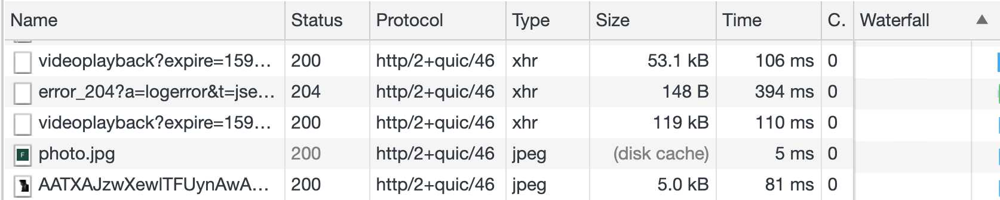 Name Status Protocol Type Size Time C. Waterfall ▲
videoplayback?expire=159... 200 http/2+quic/46 xhr 53.1 kB 106 ms 0
error_204?a=logerror&t=jse... 204 http/2+quic/46 xhr 148 B 394 ms 0
videoplayback?expire=159... 200 http/2+quic/46 xhr 119 kB 110 ms 0
F photo.jpg 200 http/2+quic/46 jpeg (disk cache) 5 ms 0
AATXAJzwXewITFUynAwA... 200 http/2+quic/46 jpeg 5.0 kB 81 ms 0